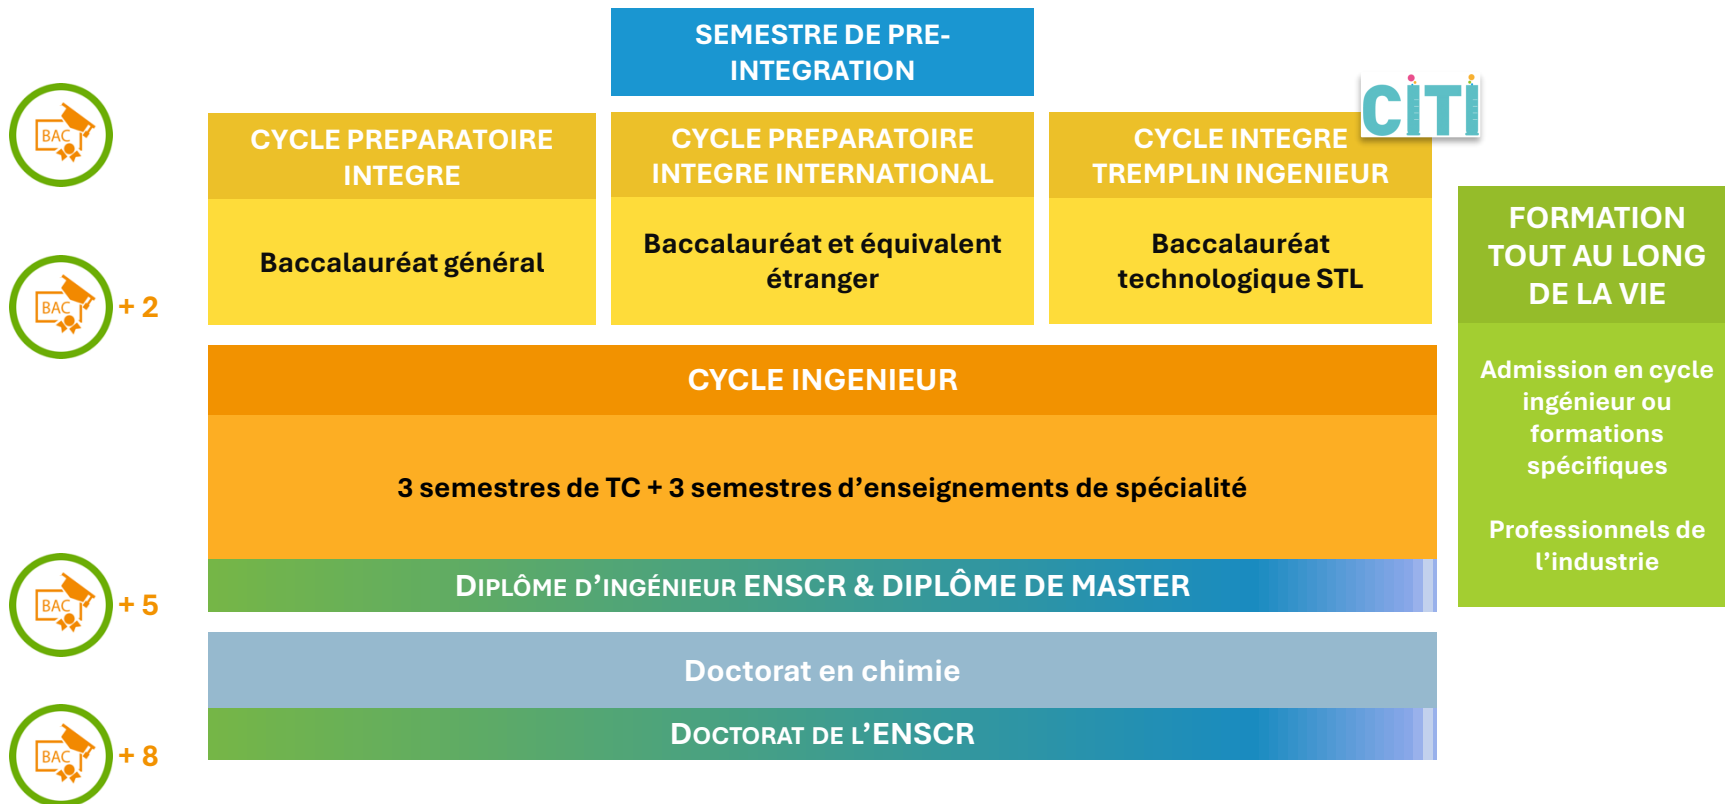 SEMESTRE DE PRE-
INTEGRATION
CiTi
BAC
CYCLE PREPARATOIRE
INTEGRE
CYCLE PREPARATOIRE
INTEGRE INTERNATIONAL
CYCLE INTEGRE
TREMPLIN INGENIEUR
Baccalauréat général
Baccalauréat et équivalent
étranger
Baccalauréat
technologique STL
BAC
+ 2
FORMATION
TOUT AU LONG
DE LA VIE
Admission en cycle
ingénieur ou
formations
spécifiques
Professionnels de
l’industrie
CYCLE INGENIEUR
3 semestres de TC + 3 semestres d’enseignements de spécialité
BAC
+ 5
DIPLÔME D’INGÉNIEUR ENSCR & DIPLÔME DE MASTER
Doctorat en chimie
DOCTORAT DE L’ENSCR
BAC
+ 8